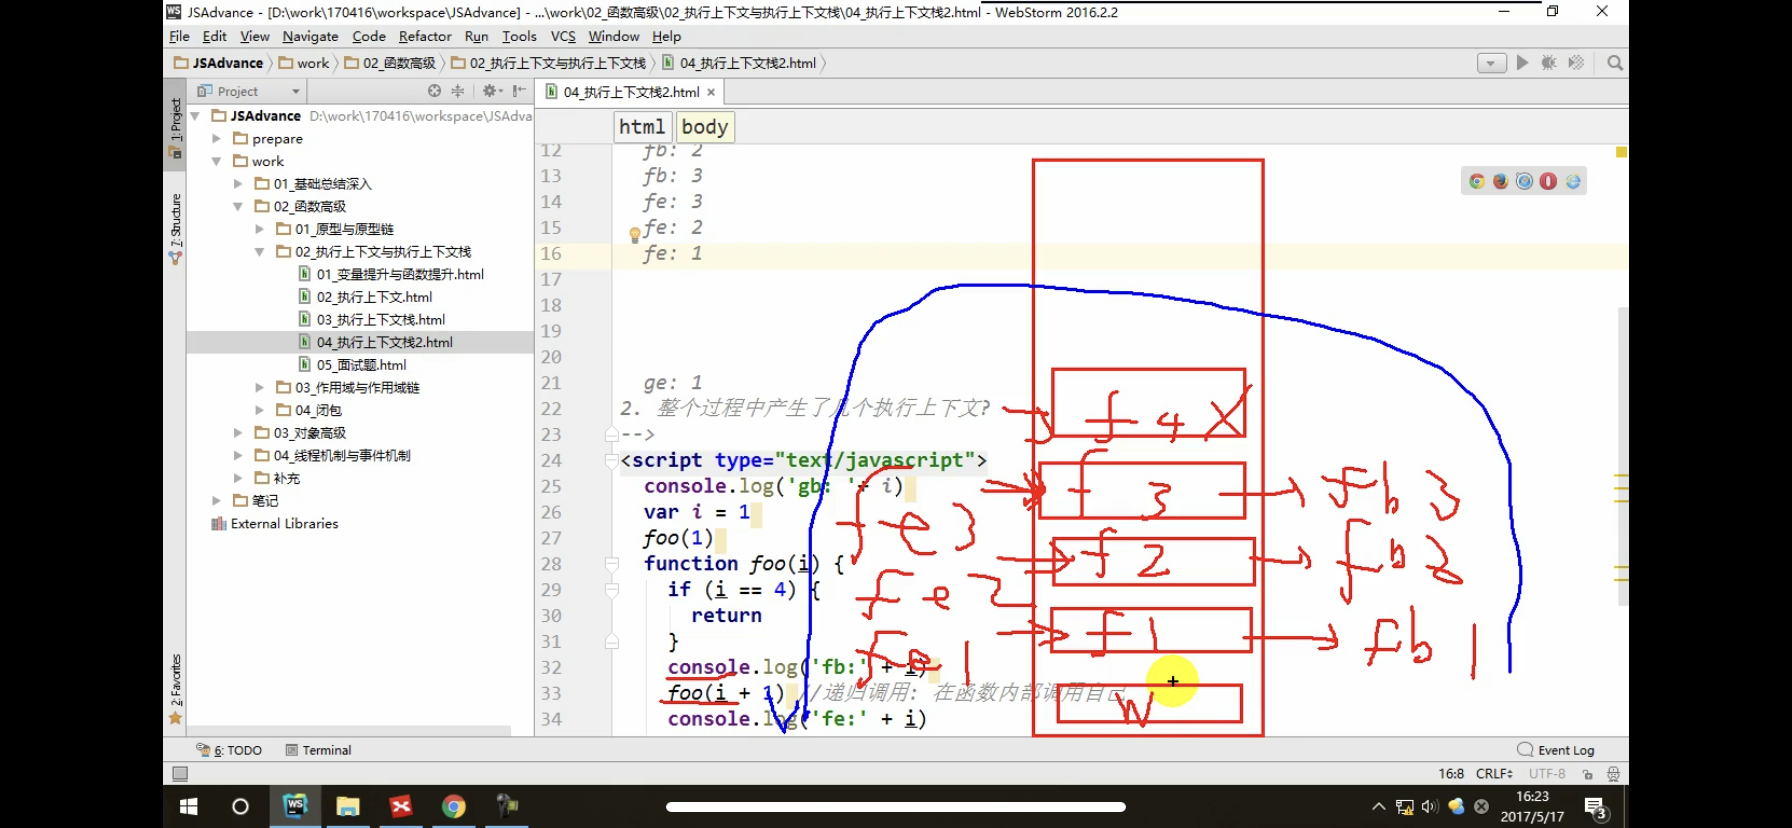 JSAdvance - [D:\work\170416\workspace\JSAdvance] - ...\work\02_函数高级\02_执行上下文与执行上下文栈\04_执行上下文栈2.html - WebStorm 2016.2.2
File Edit View Navigate Code Refactor Run Tools VCS Window Help
JSAdvance work 02_函数高级 02_执行上下文与执行上下文栈 04_执行上下文栈2.html
1: Project
7: Structure
2: Favorites
Project
JSAdvance D:\work\170416\workspace\JSAdva
prepare
work
01_基础总结深入
02_函数高级
01_原型与原型链
02_执行上下文与执行上下文栈
01_变量提升与函数提升.html
02_执行上下文.html
03_执行上下文栈.html
04_执行上下文栈2.html
05_面试题.html
03_作用域与作用域链
04_闭包
03_对象高级
04_线程机制与事件机制
补充
笔记
External Libraries
04_执行上下文栈2.html
html body
12 fb: 2
13 fb: 3
14 fe: 3
15 fe: 2
16 fe: 1
17
18
19
20
21 ge: 1
22 2. 整个过程中产生了几个执行上下文?
23 -->
24 <script type="text/javascript">
25 console.log('gb: '+ i)
26 var i = 1
27 foo(1)
28 function foo(i) {
29 if (i == 4) {
30 return
31 }
32 console.log('fb:' + i)
33 foo(i + 1) //递归调用: 在函数内部调用自己
34 console.log('fe:' + i)
f 4 X
f 3
f 2
f 1
W
fb 3
fb 2
fb 1
fe 3
fe 2
fe 1
6: TODO Terminal Event Log
16:8 CRLF UTF-8
WS
16:23
2017/5/17
3